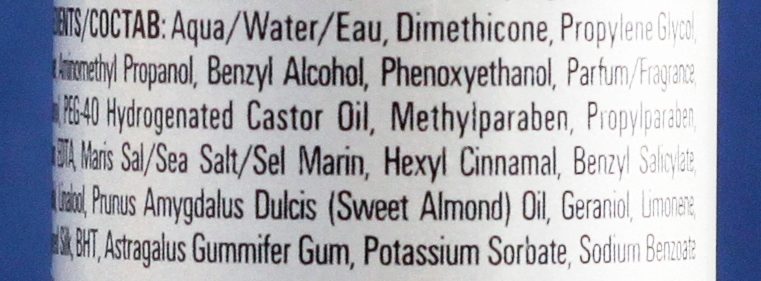 ENTS/СОСТАВ: Aqua/Water/Eau, Dimethicone, Propylene Glycol,
Aminomethyl Propanol, Benzyl Alcohol, Phenoxyethanol, Parfum/Fragrance,
PEG-40 Hydrogenated Castor Oil, Methylparaben, Propylparaben,
EDTA, Maris Sal/Sea Salt/Sel Marin, Hexyl Cinnamal, Benzyl Salicylate,
Linalool, Prunus Amygdalus Dulcis (Sweet Almond) Oil, Geraniol, Limonene,
Silk, BHT, Astragalus Gummifer Gum, Potassium Sorbate, Sodium Benzoate